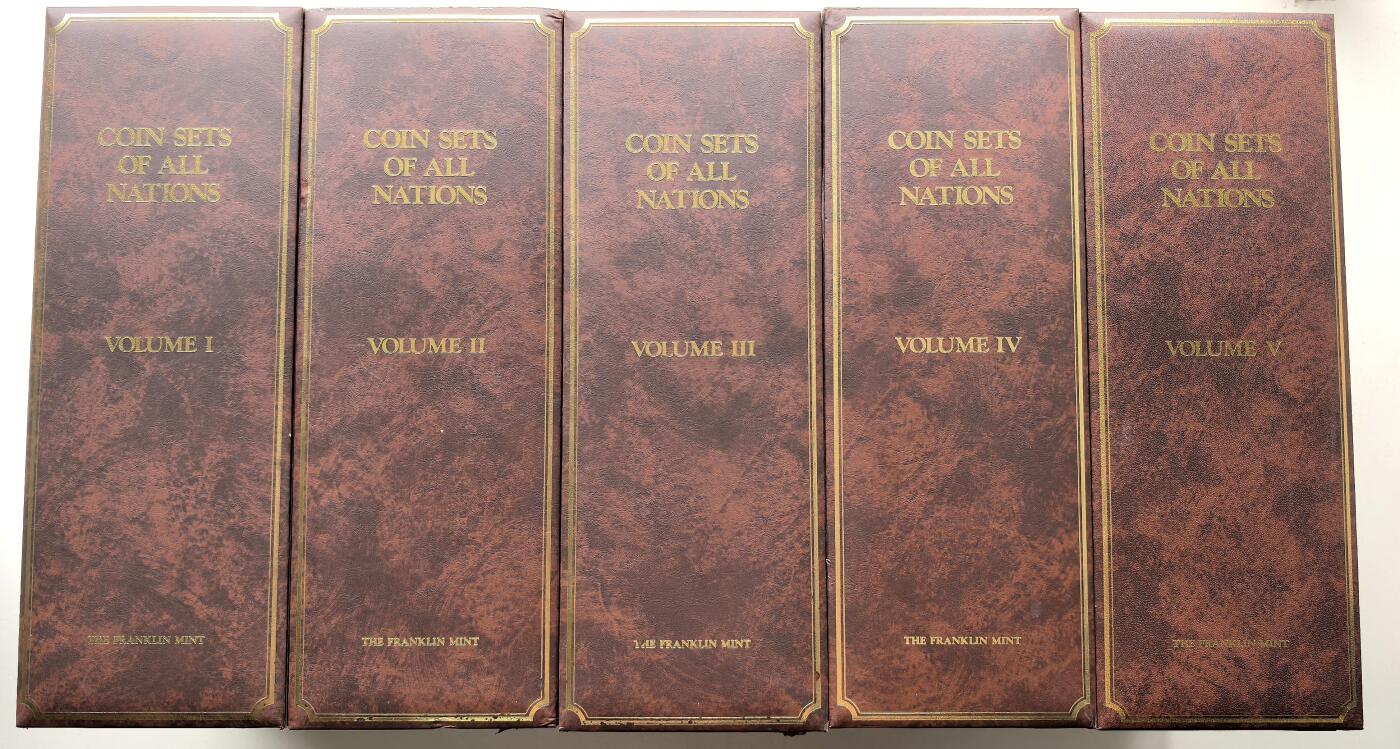 COIN SETS
OF ALL
NATIONS
VOLUME I
THE FRANKLIN MINT
COIN SETS
OF ALL
NATIONS
VOLUME II
THE FRANKLIN MINT
COIN SETS
OF ALL
NATIONS
VOLUME III
THE FRANKLIN MINT
COIN SETS
OF ALL
NATIONS
VOLUME IV
THE FRANKLIN MINT
COIN SETS
OF ALL
NATIONS
VOLUME V
THE FRANKLIN MINT